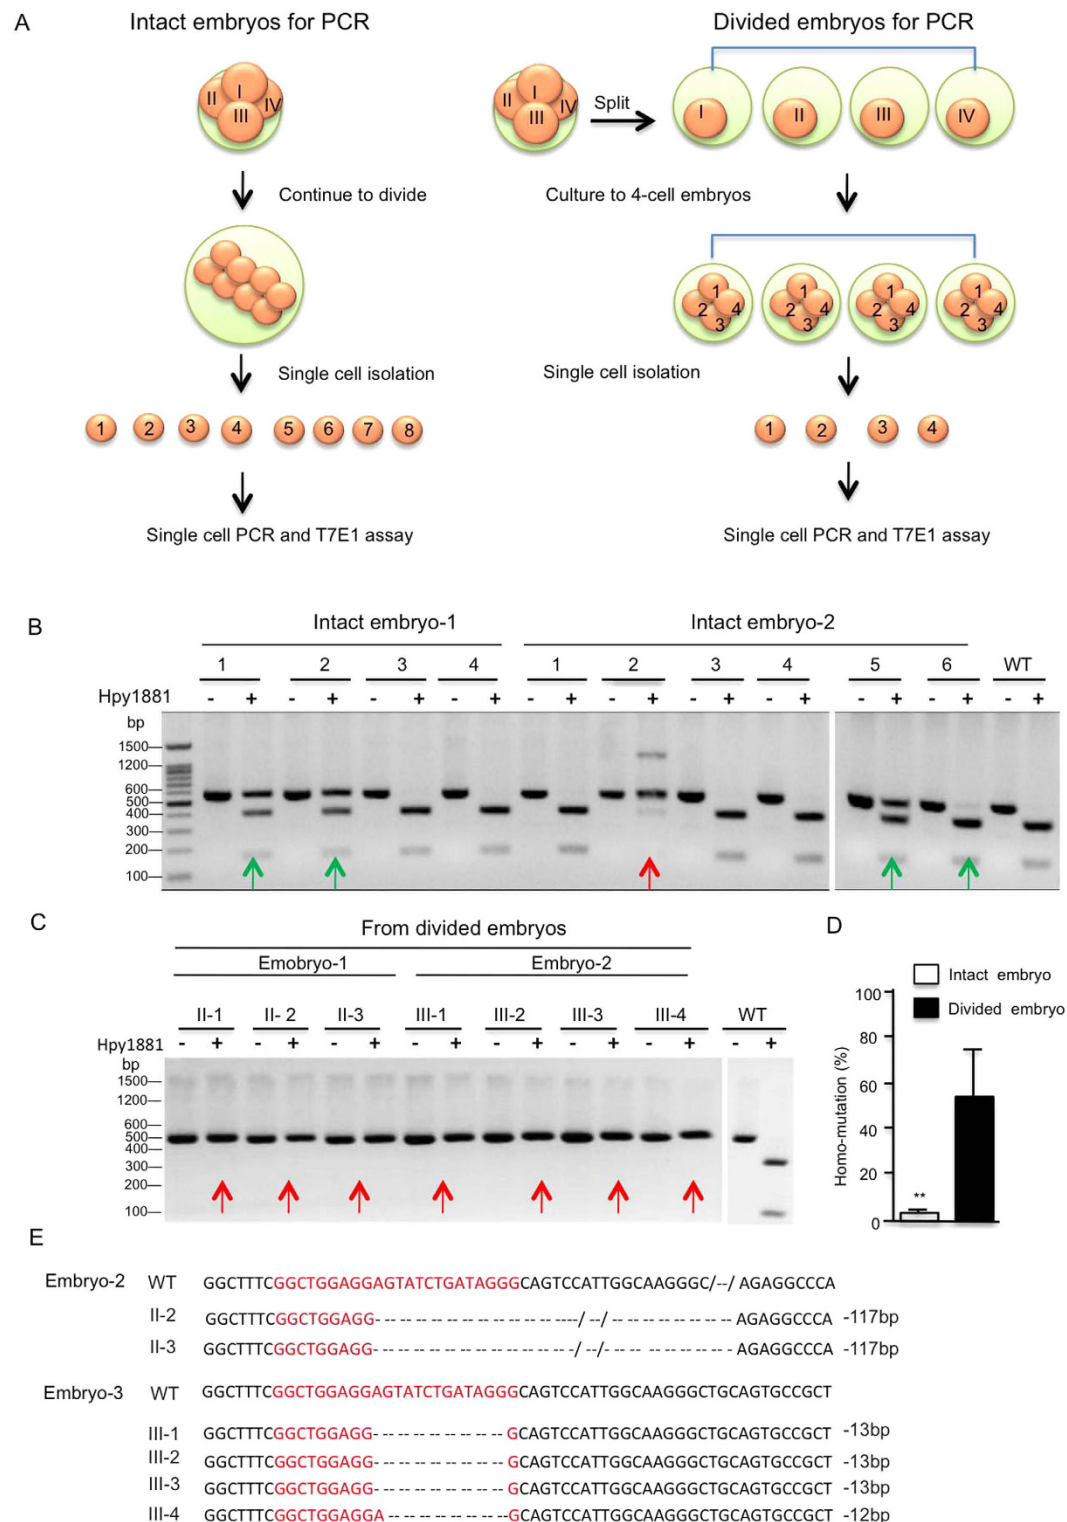 A
Intact embryos for PCR
Divided embryos for PCR
I
II
IV
III
I
II
IV
III
Split
I
II
III
IV
Continue to divide
Culture to 4-cell embryos
1
2
4
3
1
2
4
3
1
2
4
3
1
2
4
3
Single cell isolation
Single cell isolation
1 2 3 4 5 6 7 8
1 2 3 4
Single cell PCR and T7E1 assay
Single cell PCR and T7E1 assay
B
Intact embryo-1
Intact embryo-2
1 2 3 4 1 2 3 4 5 6 WT
Hpy1881 - + - + - + - + - + - + - + - + - + - + - +
bp
1500
1200
600
500
400
300
200
100
C
From divided embryos
Emobryo-1
Embryo-2
II-1 II- 2 II-3 III-1 III-2 III-3 III-4 WT
Hpy1881 - + - + - + - + - + - + - + - +
bp
1500
1200
600
500
400
300
200
100
D
Intact embryo
Divided embryo
Homo-mutation (%)
100
80
60
40
20
0
**
E
Embryo-2 WT GGCTTTCGGCTGGAGGAGTATCTGATAGGGCAGTCCATTGGCAAGGGC/--/ AGAGGCCCA
II-2 GGCTTTCGGCTGGAGG- -- -- -- -- -- -- -- -- -- ----/ --/ -- -- -- -- -- -- -- -- -- AGAGGCCCA -117bp
II-3 GGCTTTCGGCTGGAGG- -- -- -- -- -- -- -- -- -- -- --/ --/-- -- -- -- -- -- -- -- -- AGAGGCCCA -117bp
Embryo-3 WT GGCTTTCGGCTGGAGGAGTATCTGATAGGGCAGTCCATTGGCAAGGGCTGCAGTGCCGCT
III-1 GGCTTTCGGCTGGAGG- -- -- -- -- -- -- -- --GCAGTCCATTGGCAAGGGCTGCAGTGCCGCT -13bp
III-2 GGCTTTCGGCTGGAGG- -- -- -- -- -- -- -- --GCAGTCCATTGGCAAGGGCTGCAGTGCCGCT -13bp
III-3 GGCTTTCGGCTGGAGG- -- -- -- -- -- -- -- --GCAGTCCATTGGCAAGGGCTGCAGTGCCGCT -13bp
III-4 GGCTTTCGGCTGGAGGA- -- -- -- -- -- -- --GCAGTCCATTGGCAAGGGCTGCAGTGCCGCT -12bp